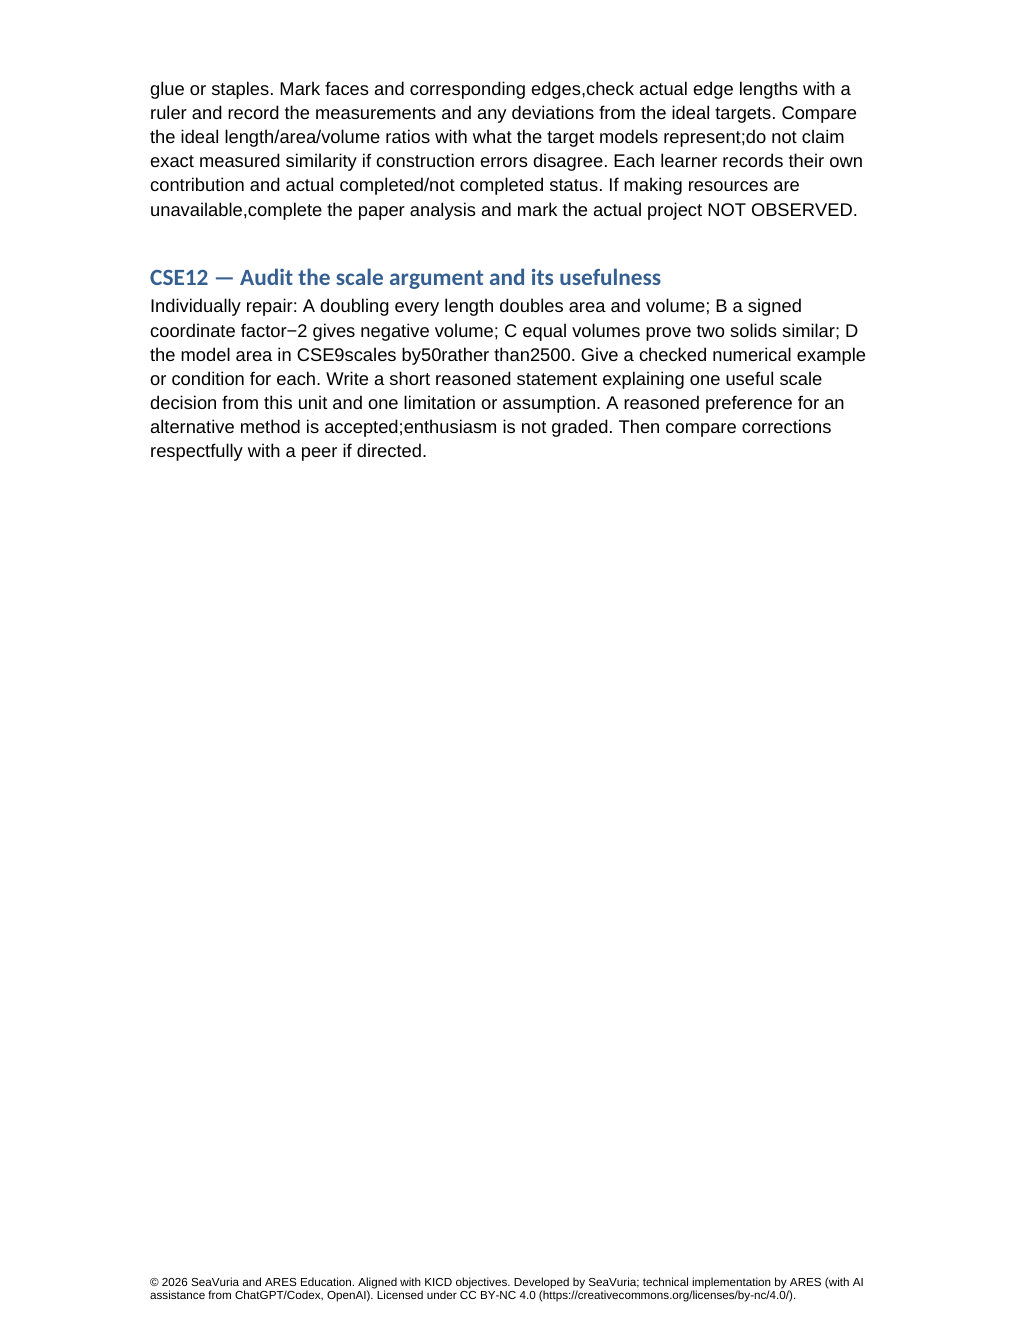 glue or staples. Mark faces and corresponding edges,check actual edge lengths with a
ruler and record the measurements and any deviations from the ideal targets. Compare
the ideal length/area/volume ratios with what the target models represent;do not claim
exact measured similarity if construction errors disagree. Each learner records their own
contribution and actual completed/not completed status. If making resources are
unavailable,complete the paper analysis and mark the actual project NOT OBSERVED.
CSE12 — Audit the scale argument and its usefulness
Individually repair: A doubling every length doubles area and volume; B a signed
coordinate factor−2 gives negative volume; C equal volumes prove two solids similar; D
the model area in CSE9scales by50rather than2500. Give a checked numerical example
or condition for each. Write a short reasoned statement explaining one useful scale
decision from this unit and one limitation or assumption. A reasoned preference for an
alternative method is accepted;enthusiasm is not graded. Then compare corrections
respectfully with a peer if directed.
© 2026 SeaVuria and ARES Education. Aligned with KICD objectives. Developed by SeaVuria; technical implementation by ARES (with AI
assistance from ChatGPT/Codex, OpenAI). Licensed under CC BY-NC 4.0 (https://creativecommons.org/licenses/by-nc/4.0/).